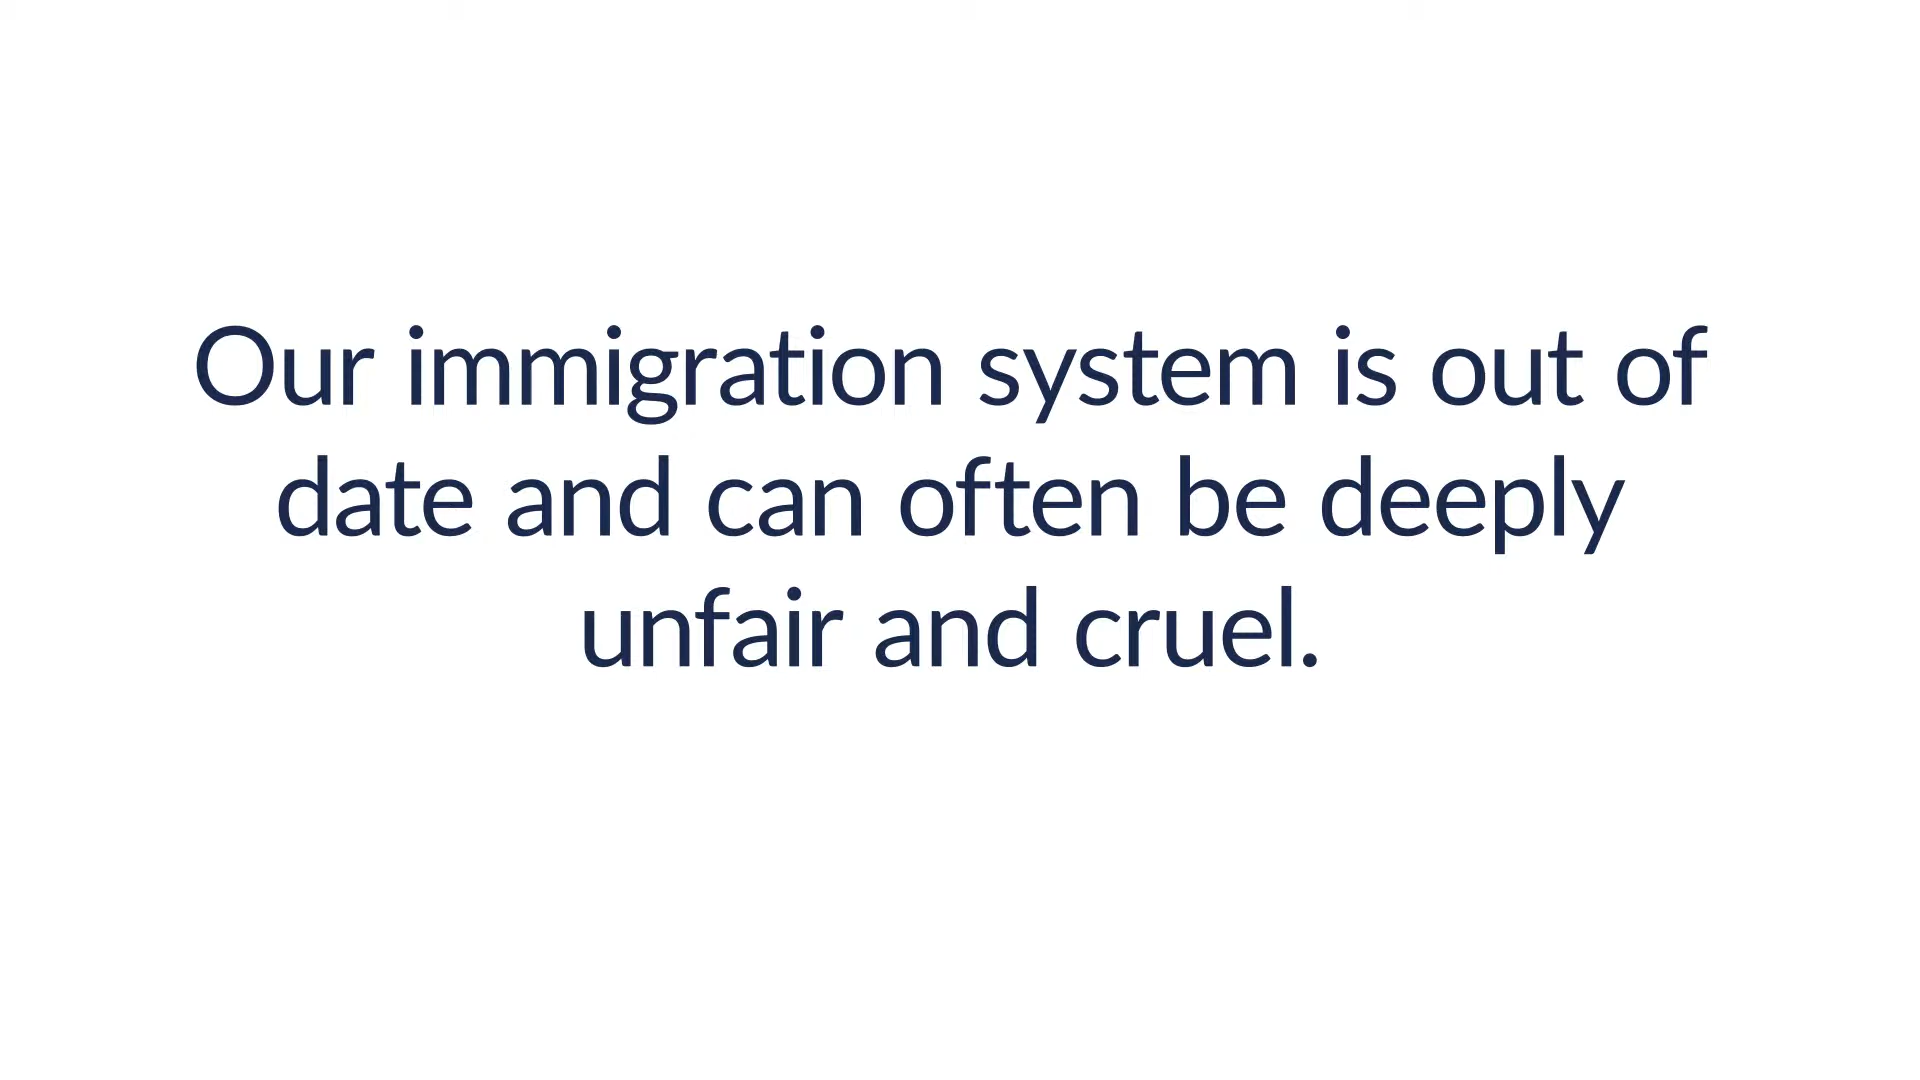 Our immigration system is out of
date and can often be deeply
unfair and cruel.